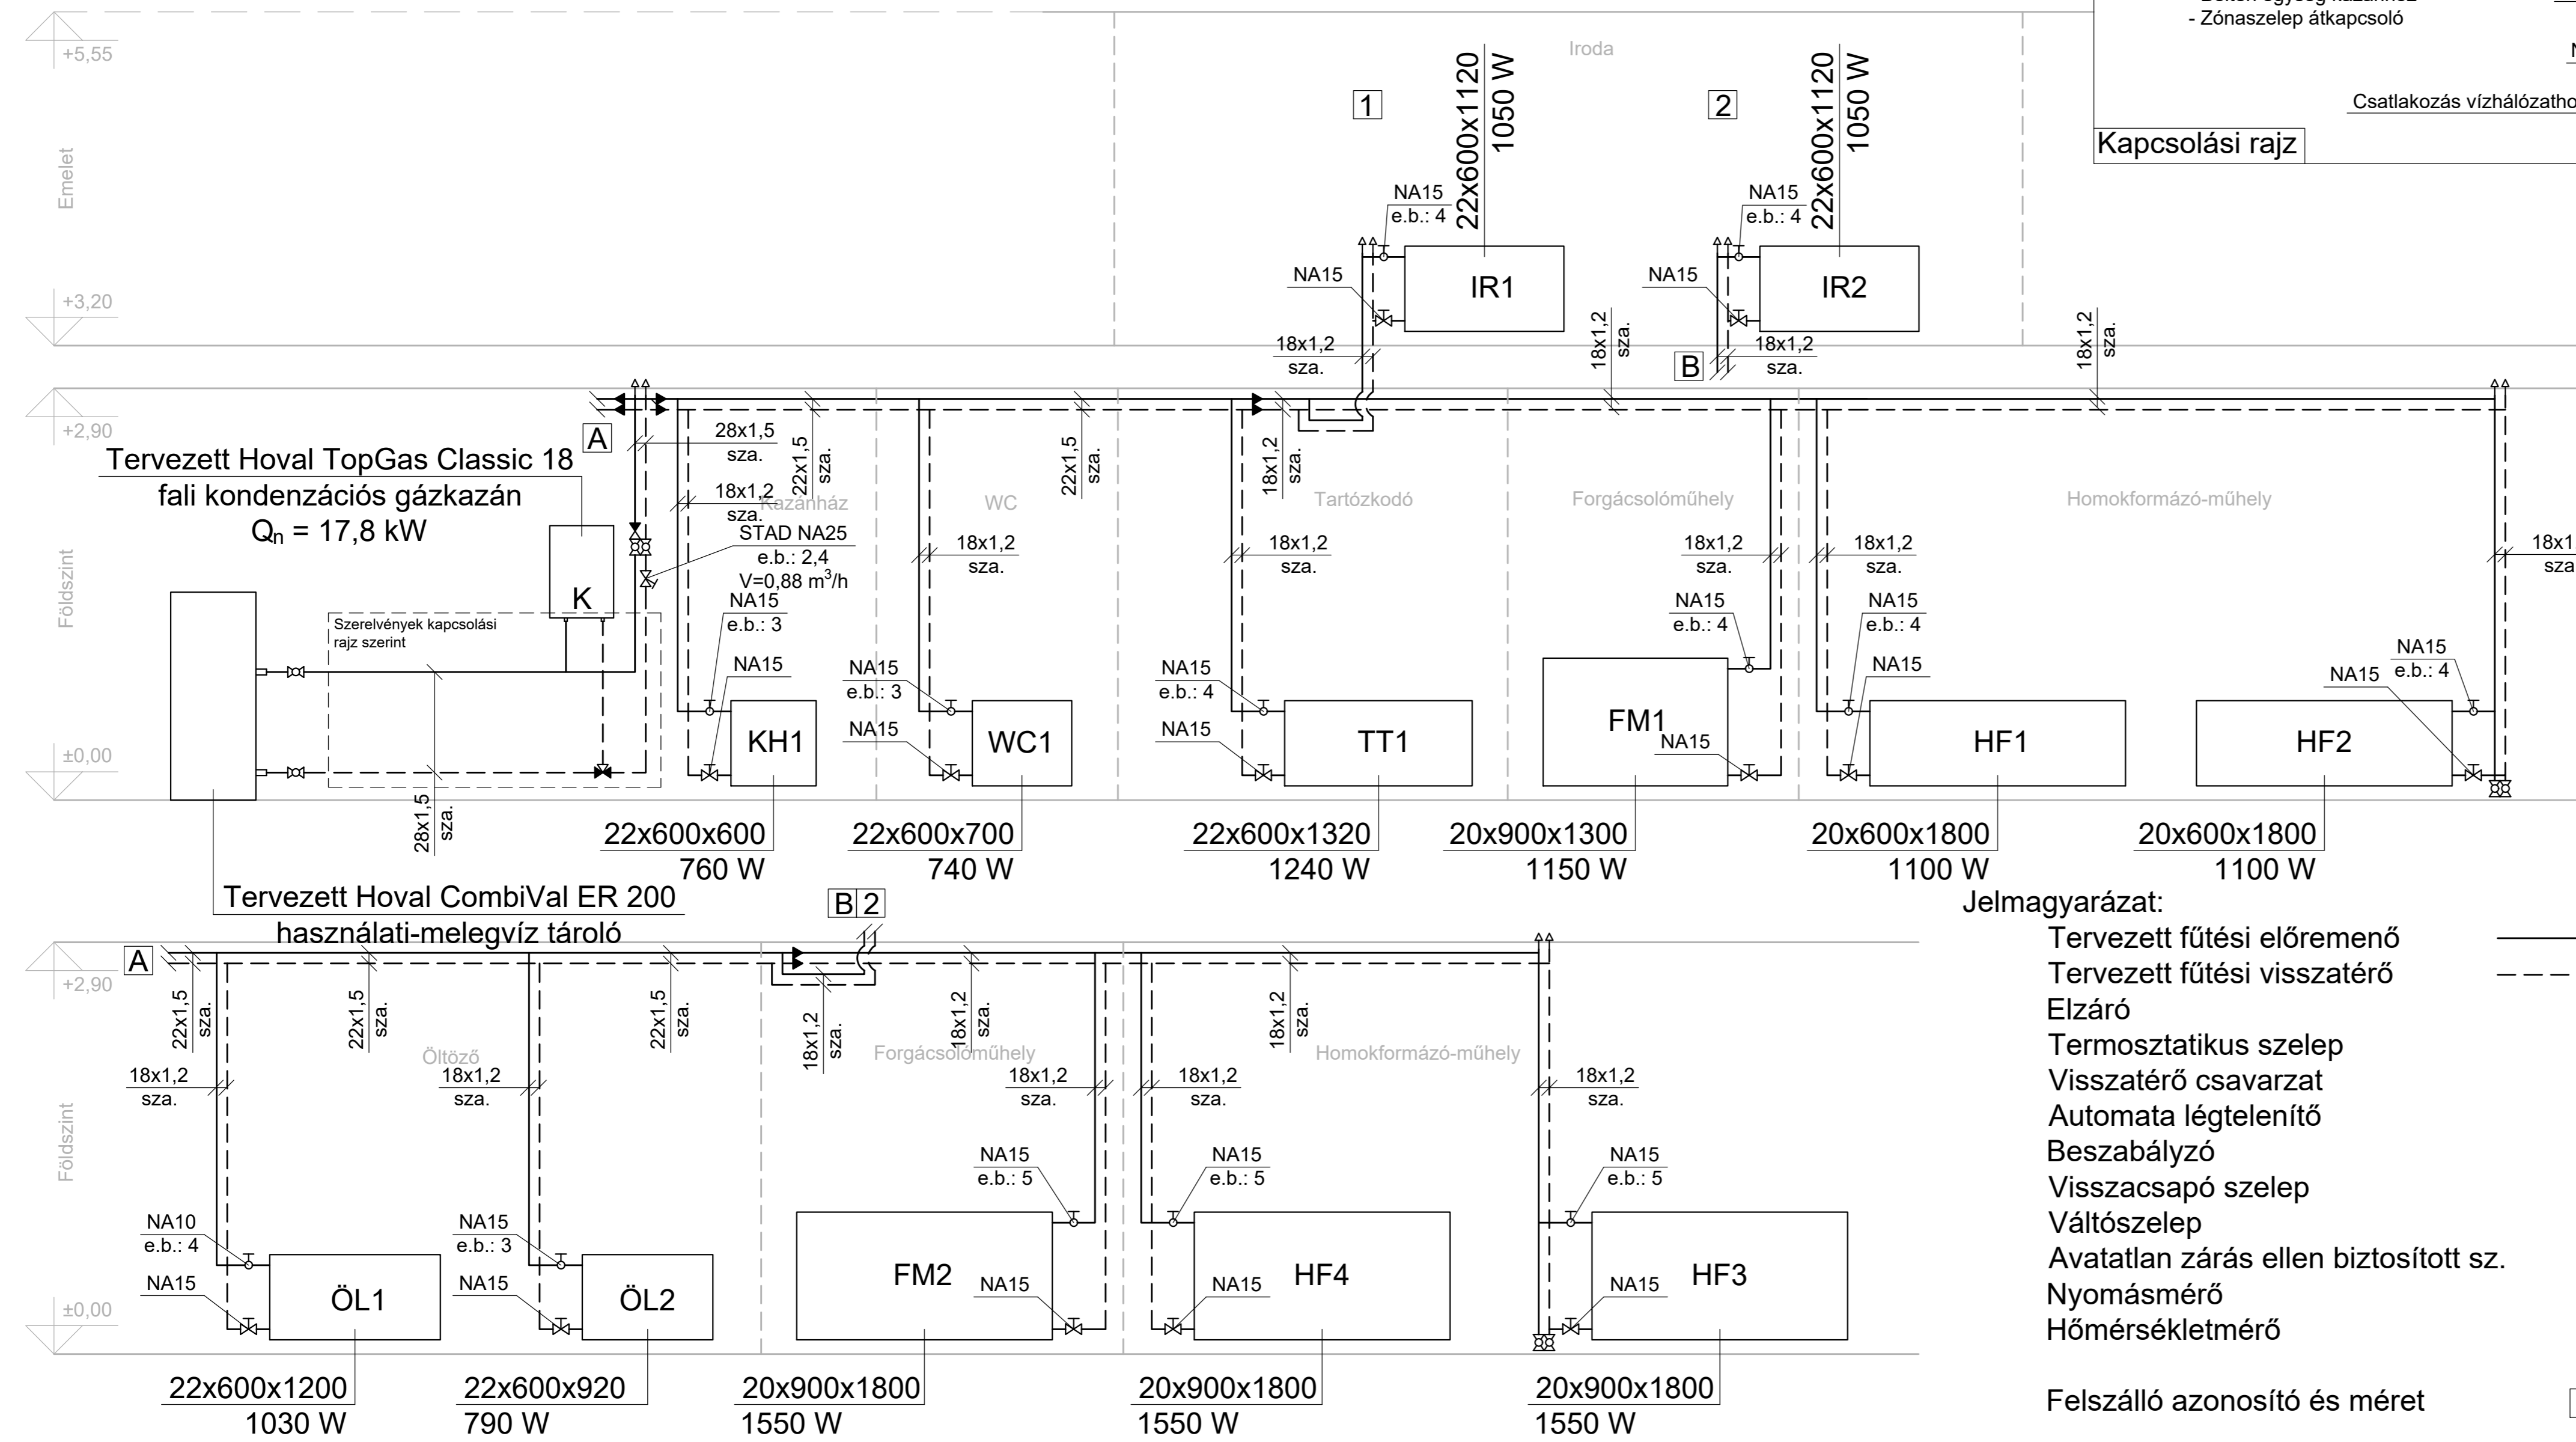 - Zónaszelep átkapcsoló
Csatlakozás vízhálózatho
Kapcsolási rajz
+5,55
Emelet
+3,20
Iroda
1
22x600x1120
1050 W
NA15
e.b.: 4
NA15
IR1
18x1,2
sza.
2
22x600x1120
1050 W
NA15
e.b.: 4
NA15
IR2
B
18x1,2
sza.
18x1,2
sza.
18x1,2
sza.
+2,90
Földszint
±0,00
Tervezett Hoval TopGas Classic 18
fali kondenzációs gázkazán
Qn = 17,8 kW
A
K
Szerelvények kapcsolási
rajz szerint
28x1,5
sza.
28x1,5
sza.
18x1,2
sza.
22x1,5
sza.
Kazánház
STAD NA25
e.b.: 2,4
V=0,88 m³/h
NA15
e.b.: 3
NA15
KH1
22x600x600
760 W
WC
22x1,5
sza.
18x1,2
sza.
NA15
e.b.: 3
NA15
WC1
22x600x700
740 W
Tartózkodó
18x1,2
sza.
18x1,2
sza.
NA15
e.b.: 4
NA15
TT1
22x600x1320
1240 W
Forgácsolóműhely
18x1,2
sza.
NA15
e.b.: 4
FM1
NA15
20x900x1300
1150 W
Homokformázó-műhely
18x1,2
sza.
NA15
e.b.: 4
NA15
HF1
20x600x1800
1100 W
18x1
sza
NA15
e.b.: 4
NA15
HF2
20x600x1800
1100 W
Tervezett Hoval CombiVal ER 200
használati-melegvíz tároló
B 2
A
+2,90
Földszint
±0,00
22x1,5
sza.
22x1,5
sza.
22x1,5
sza.
Öltöző
18x1,2
sza.
NA10
e.b.: 4
NA15
ÖL1
22x600x1200
1030 W
18x1,2
sza.
NA15
e.b.: 3
NA15
ÖL2
22x600x920
790 W
18x1,2
sza.
18x1,2
sza.
Forgácsolóműhely
18x1,2
sza.
NA15
e.b.: 5
FM2
NA15
20x900x1800
1550 W
18x1,2
sza.
Homokformázó-műhely
18x1,2
sza.
NA15
e.b.: 5
NA15
HF4
20x900x1800
1550 W
18x1,2
sza.
NA15
e.b.: 5
NA15
HF3
20x900x1800
1550 W
Jelmagyarázat:
Tervezett fűtési előremenő
Tervezett fűtési visszatérő
Elzáró
Termosztatikus szelep
Visszatérő csavarzat
Automata légtelenítő
Beszabályzó
Visszacsapó szelep
Váltószelep
Avatatlan zárás ellen biztosított sz.
Nyomásmérő
Hőmérsékletmérő
Felszálló azonosító és méret